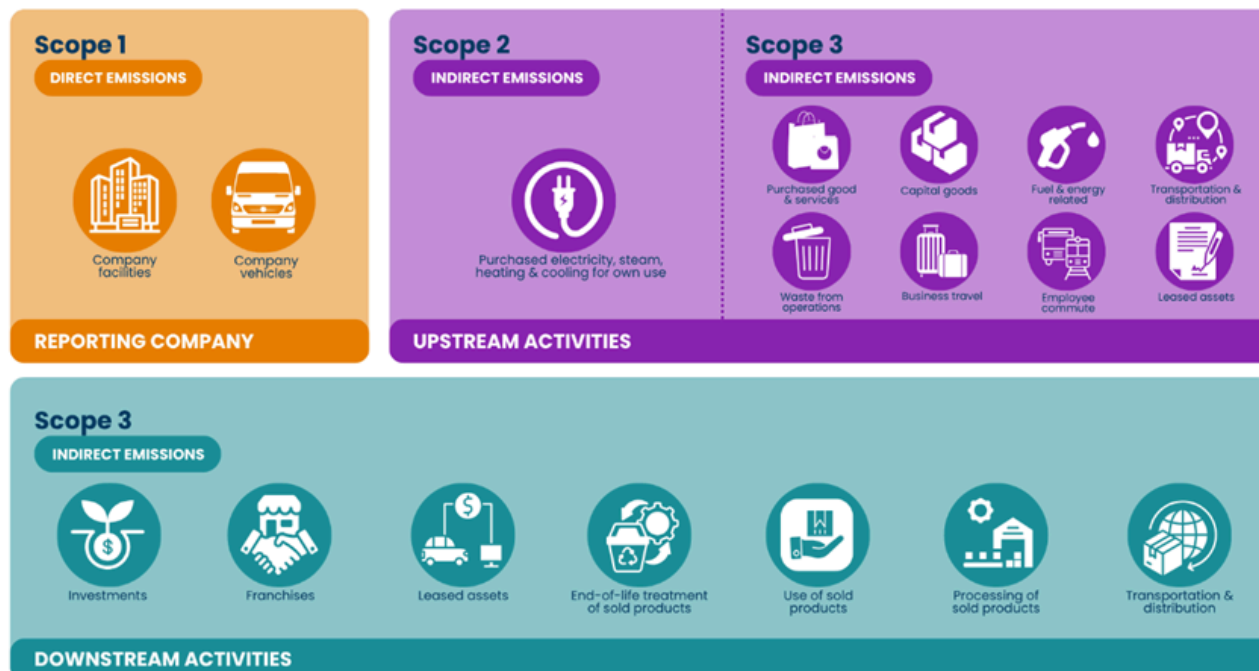 Scope 1
DIRECT EMISSIONS
Company
facilities
Company
vehicles
REPORTING COMPANY
Scope 2
INDIRECT EMISSIONS
Purchased electricity, steam,
heating & cooling for own use
Scope 3
INDIRECT EMISSIONS
Purchased good
& services
Capital goods
Fuel & energy
related
Transportation &
distribution
Waste from
operations
Business travel
Employee
commute
Leased assets
UPSTREAM ACTIVITIES
Scope 3
INDIRECT EMISSIONS
Investments
Franchises
Leased assets
End-of-life treatment
of sold products
Use of sold
products
Processing of
sold products
Transportation &
distribution
DOWNSTREAM ACTIVITIES